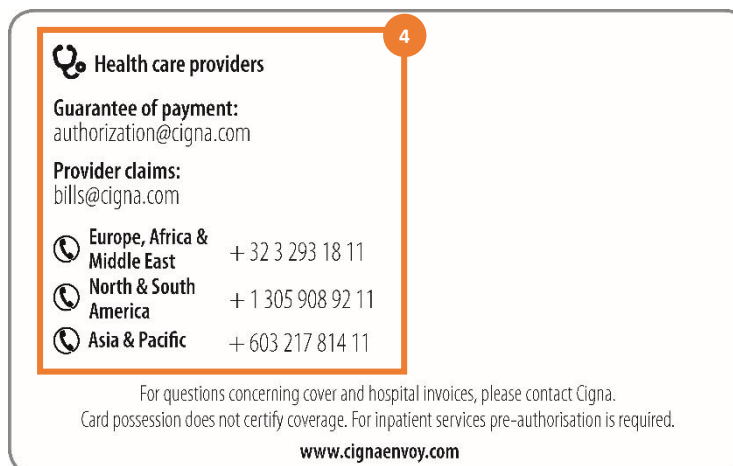 4
Health care providers
Guarantee of payment:
authorization@cigna.com
Provider claims:
bills@cigna.com
Europe, Africa &
Middle East
+ 32 3 293 18 11
North & South
America
+ 1 305 908 92 11
Asia & Pacific
+ 603 217 814 11
For questions concerning cover and hospital invoices, please contact Cigna.
Card possession does not certify coverage. For inpatient services pre-authorisation is required.
www.cignaenvoy.com